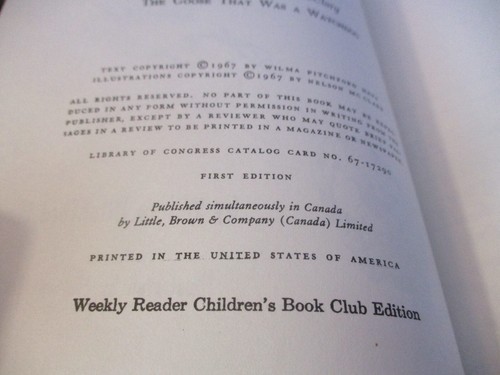 The Goose That Was a Watchdog
TEXT COPYRIGHT © 1967 BY WILMA PITCHFORD
ILLUSTRATIONS COPYRIGHT © 1967 BY NELSON
ALL RIGHTS RESERVED. NO PART OF THIS BOOK MAY BE
DUCED IN ANY FORM WITHOUT PERMISSION IN WRITING FROM
PUBLISHER, EXCEPT BY A REVIEWER WHO MAY QUOTE BRIEF
SAGES IN A REVIEW TO BE PRINTED IN A MAGAZINE OR NEWSPAPER
LIBRARY OF CONGRESS CATALOG CARD NO. 67-17290
FIRST EDITION
Published simultaneously in Canada
by Little, Brown & Company (Canada) Limited
PRINTED IN THE UNITED STATES OF AMERICA
Weekly Reader Children's Book Club Edition